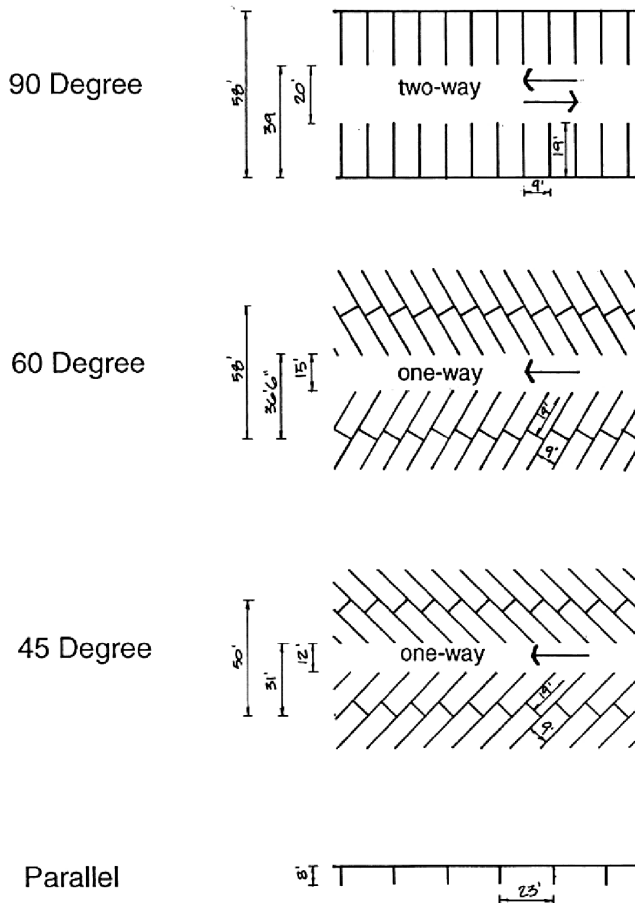 90 Degree
58'
39
20'
two-way
19'
9'
60 Degree
58'
36'6"
15'
one-way
19'
9'
45 Degree
50'
31'
12'
one-way
19'
9'
Parallel
8'
23'